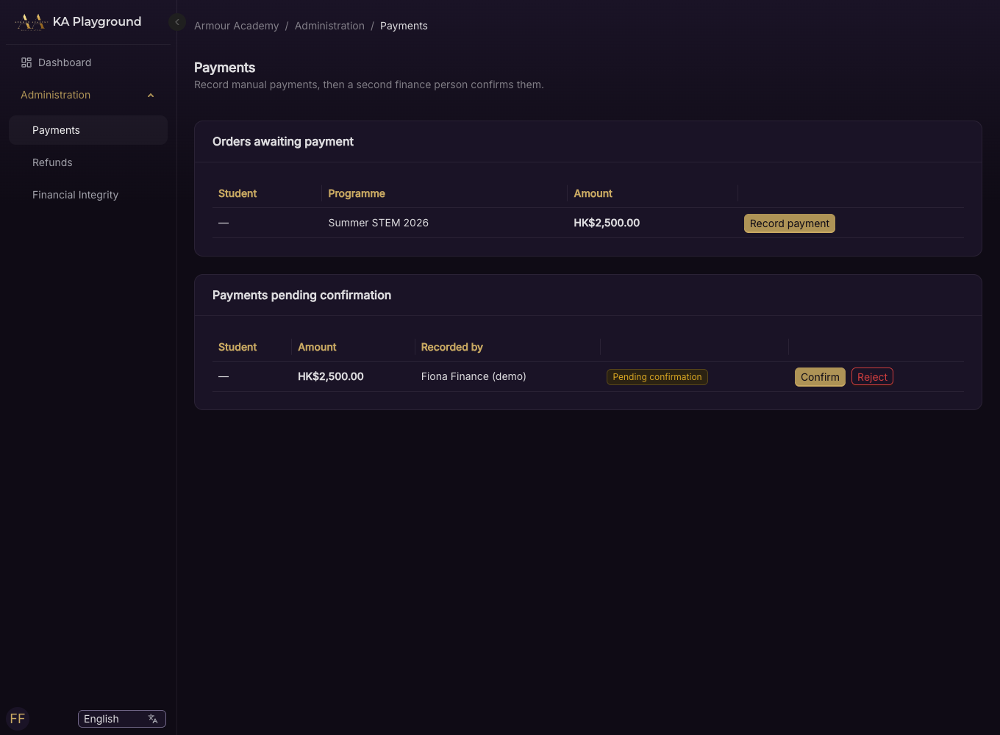 KA Playground
Dashboard
Administration
Payments
Refunds
Financial Integrity
FF
English
Armour Academy / Administration / Payments
Payments
Record manual payments, then a second finance person confirms them.
Orders awaiting payment
Student Programme Amount
— Summer STEM 2026 HK$2,500.00 Record payment
Payments pending confirmation
Student Amount Recorded by
— HK$2,500.00 Fiona Finance (demo) Pending confirmation Confirm Reject